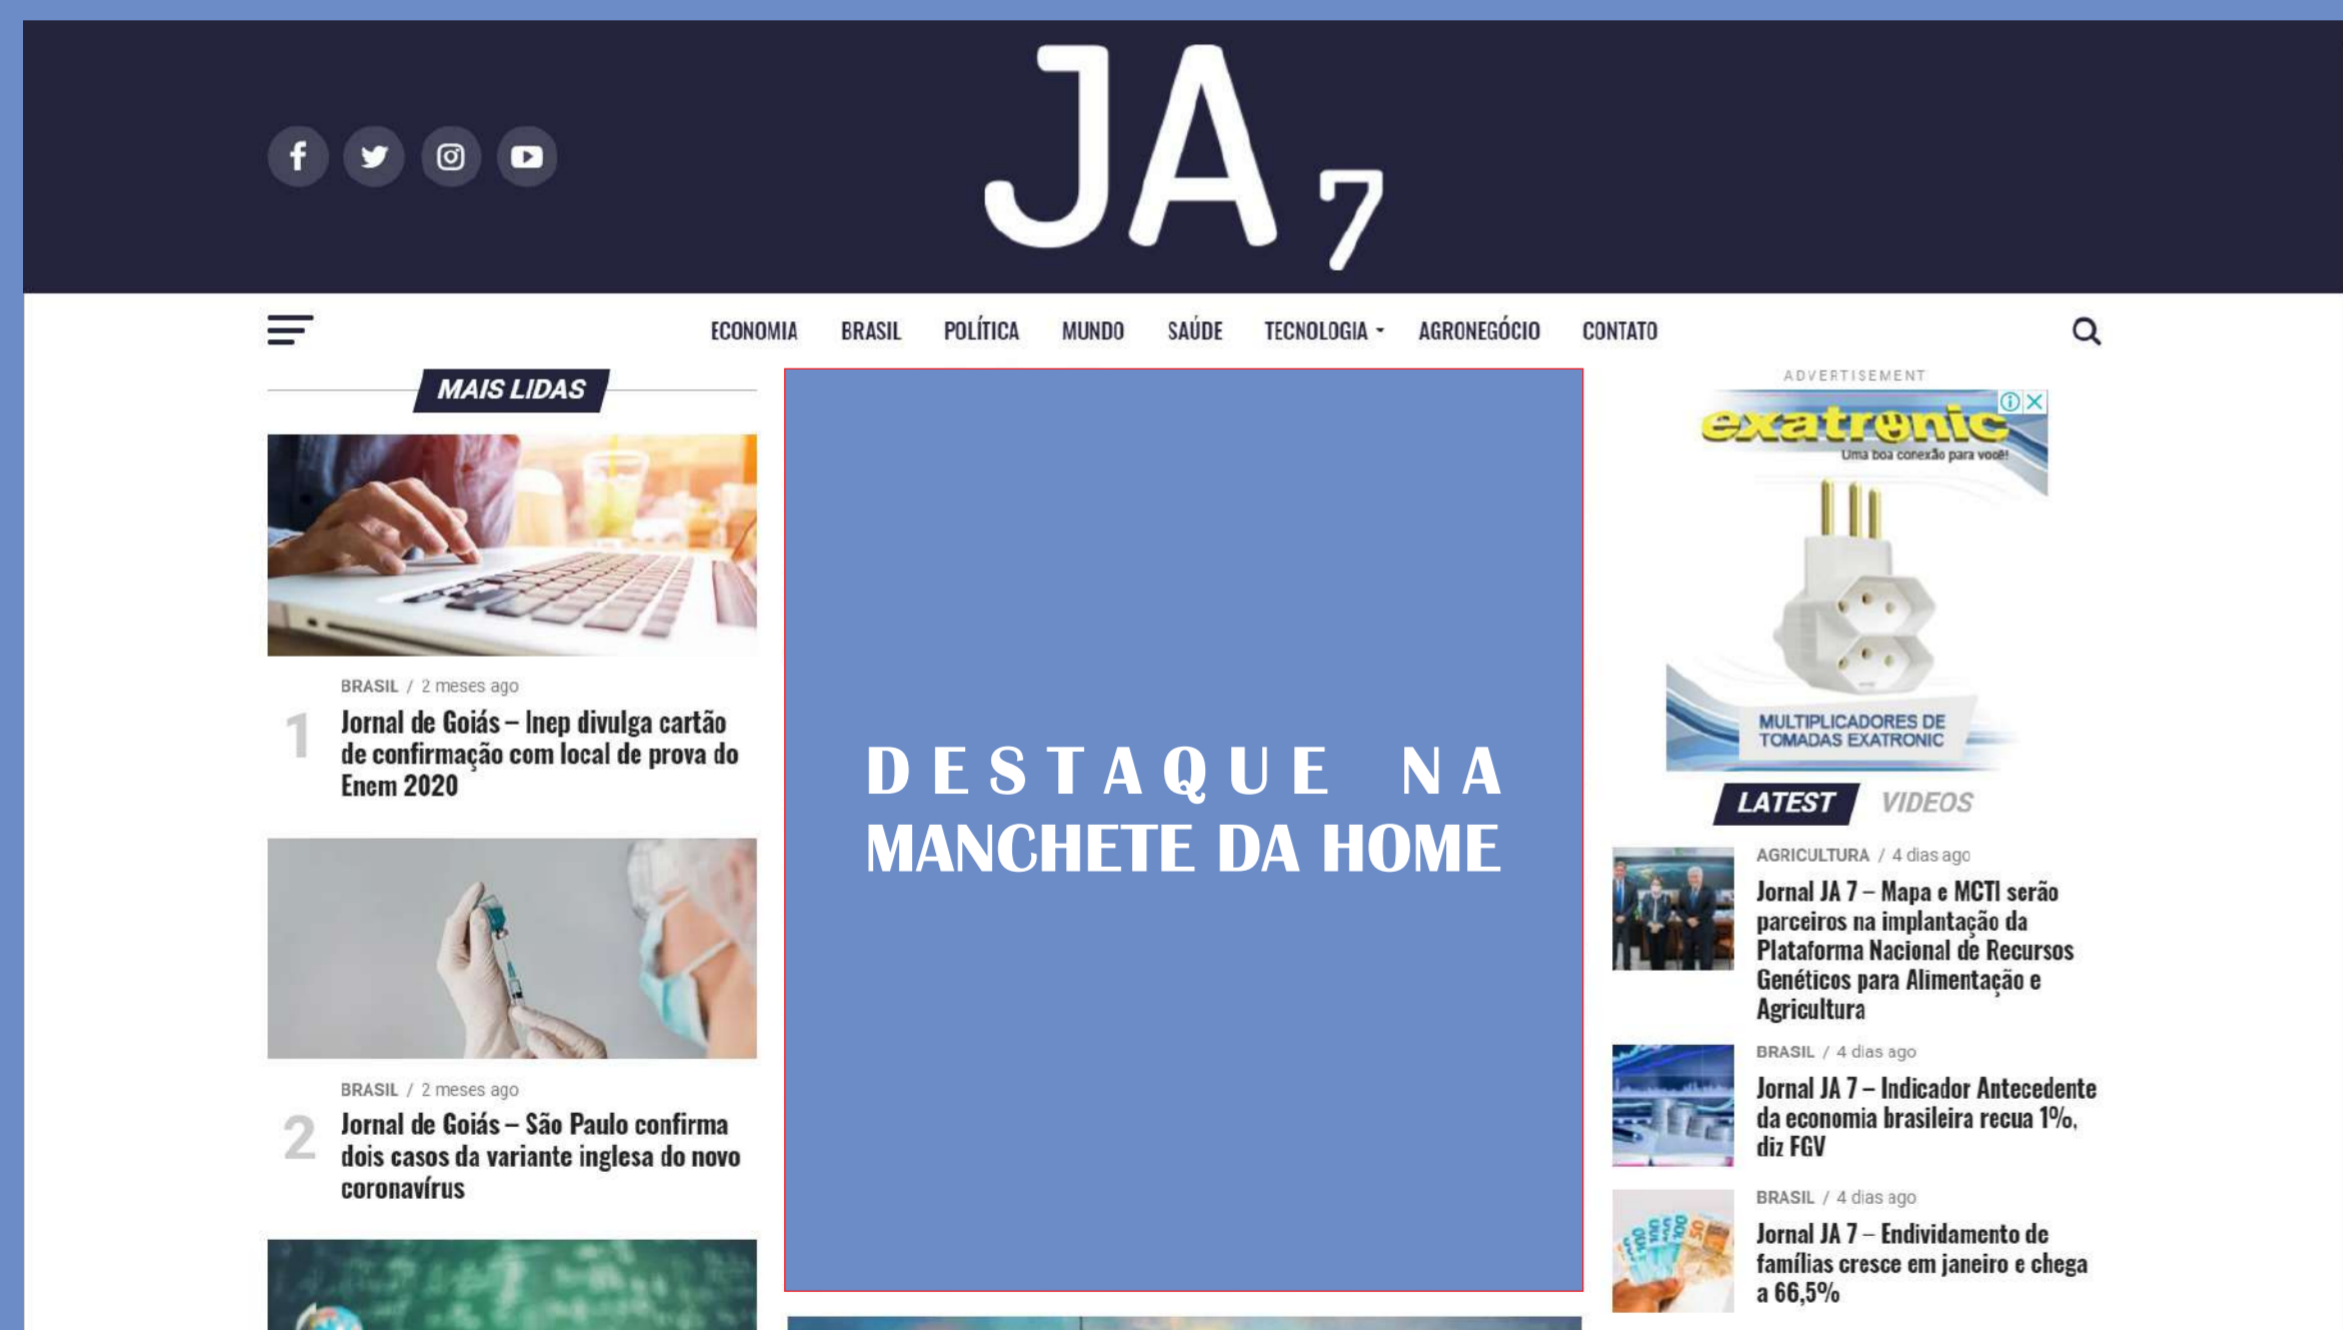 JA 7
ECONOMIA BRASIL POLÍTICA MUNDO SAÚDE TECNOLOGIA AGRONEGÓCIO CONTATO
MAIS LIDAS
BRASIL / 2 meses ago
1
Jornal de Goiás – Inep divulga cartão
de confirmação com local de prova do
Enem 2020
BRASIL / 2 meses ago
2
Jornal de Goiás – São Paulo confirma
dois casos da variante inglesa do novo
coronavírus
DESTAQUE NA
MANCHETE DA HOME
ADVERTISEMENT
exatronic
Uma boa conexão para você!
MULTIPLICADORES DE
TOMADAS EXATRONIC
LATEST VIDEOS
AGRICULTURA / 4 dias ago
Jornal JA 7 – Mapa e MCTI serão
parceiros na implantação da
Plataforma Nacional de Recursos
Genéticos para Alimentação e
Agricultura
BRASIL / 4 dias ago
Jornal JA 7 – Indicador Antecedente
da economia brasileira recua 1%,
diz FGV
BRASIL / 4 dias ago
Jornal JA 7 – Endividamento de
famílias cresce em janeiro e chega
a 66,5%